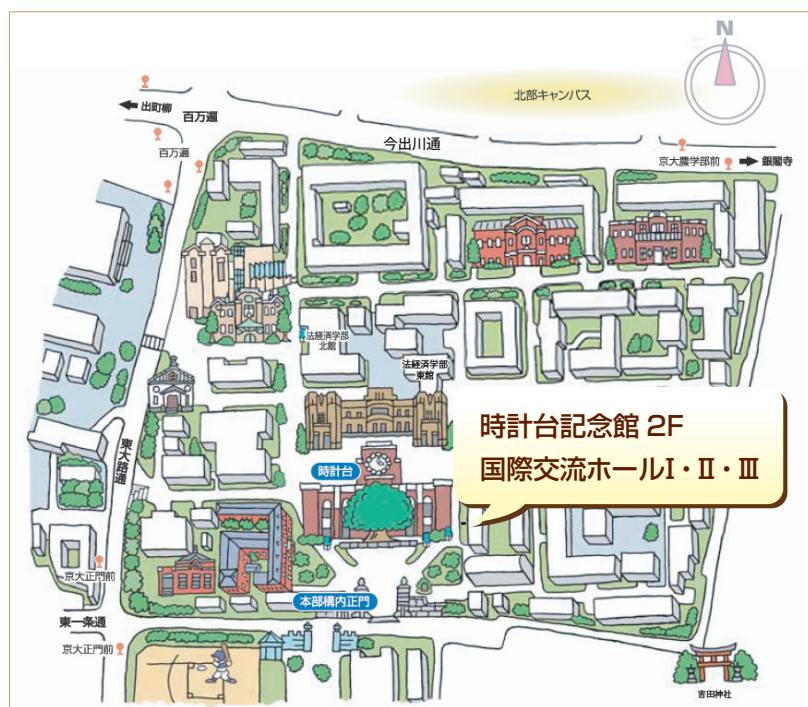 N
北部キャンパス
出町柳
百万遍
今出川通
百万遍
京大農学部前
銀閣寺
法経済学部
北館
法経済学部
東館
時計台記念館 2F
国際交流ホールⅠ・Ⅱ・Ⅲ
東大路通
時計台
京大正門前
本部構内正門
東一条通
京大正門前
吉田神社